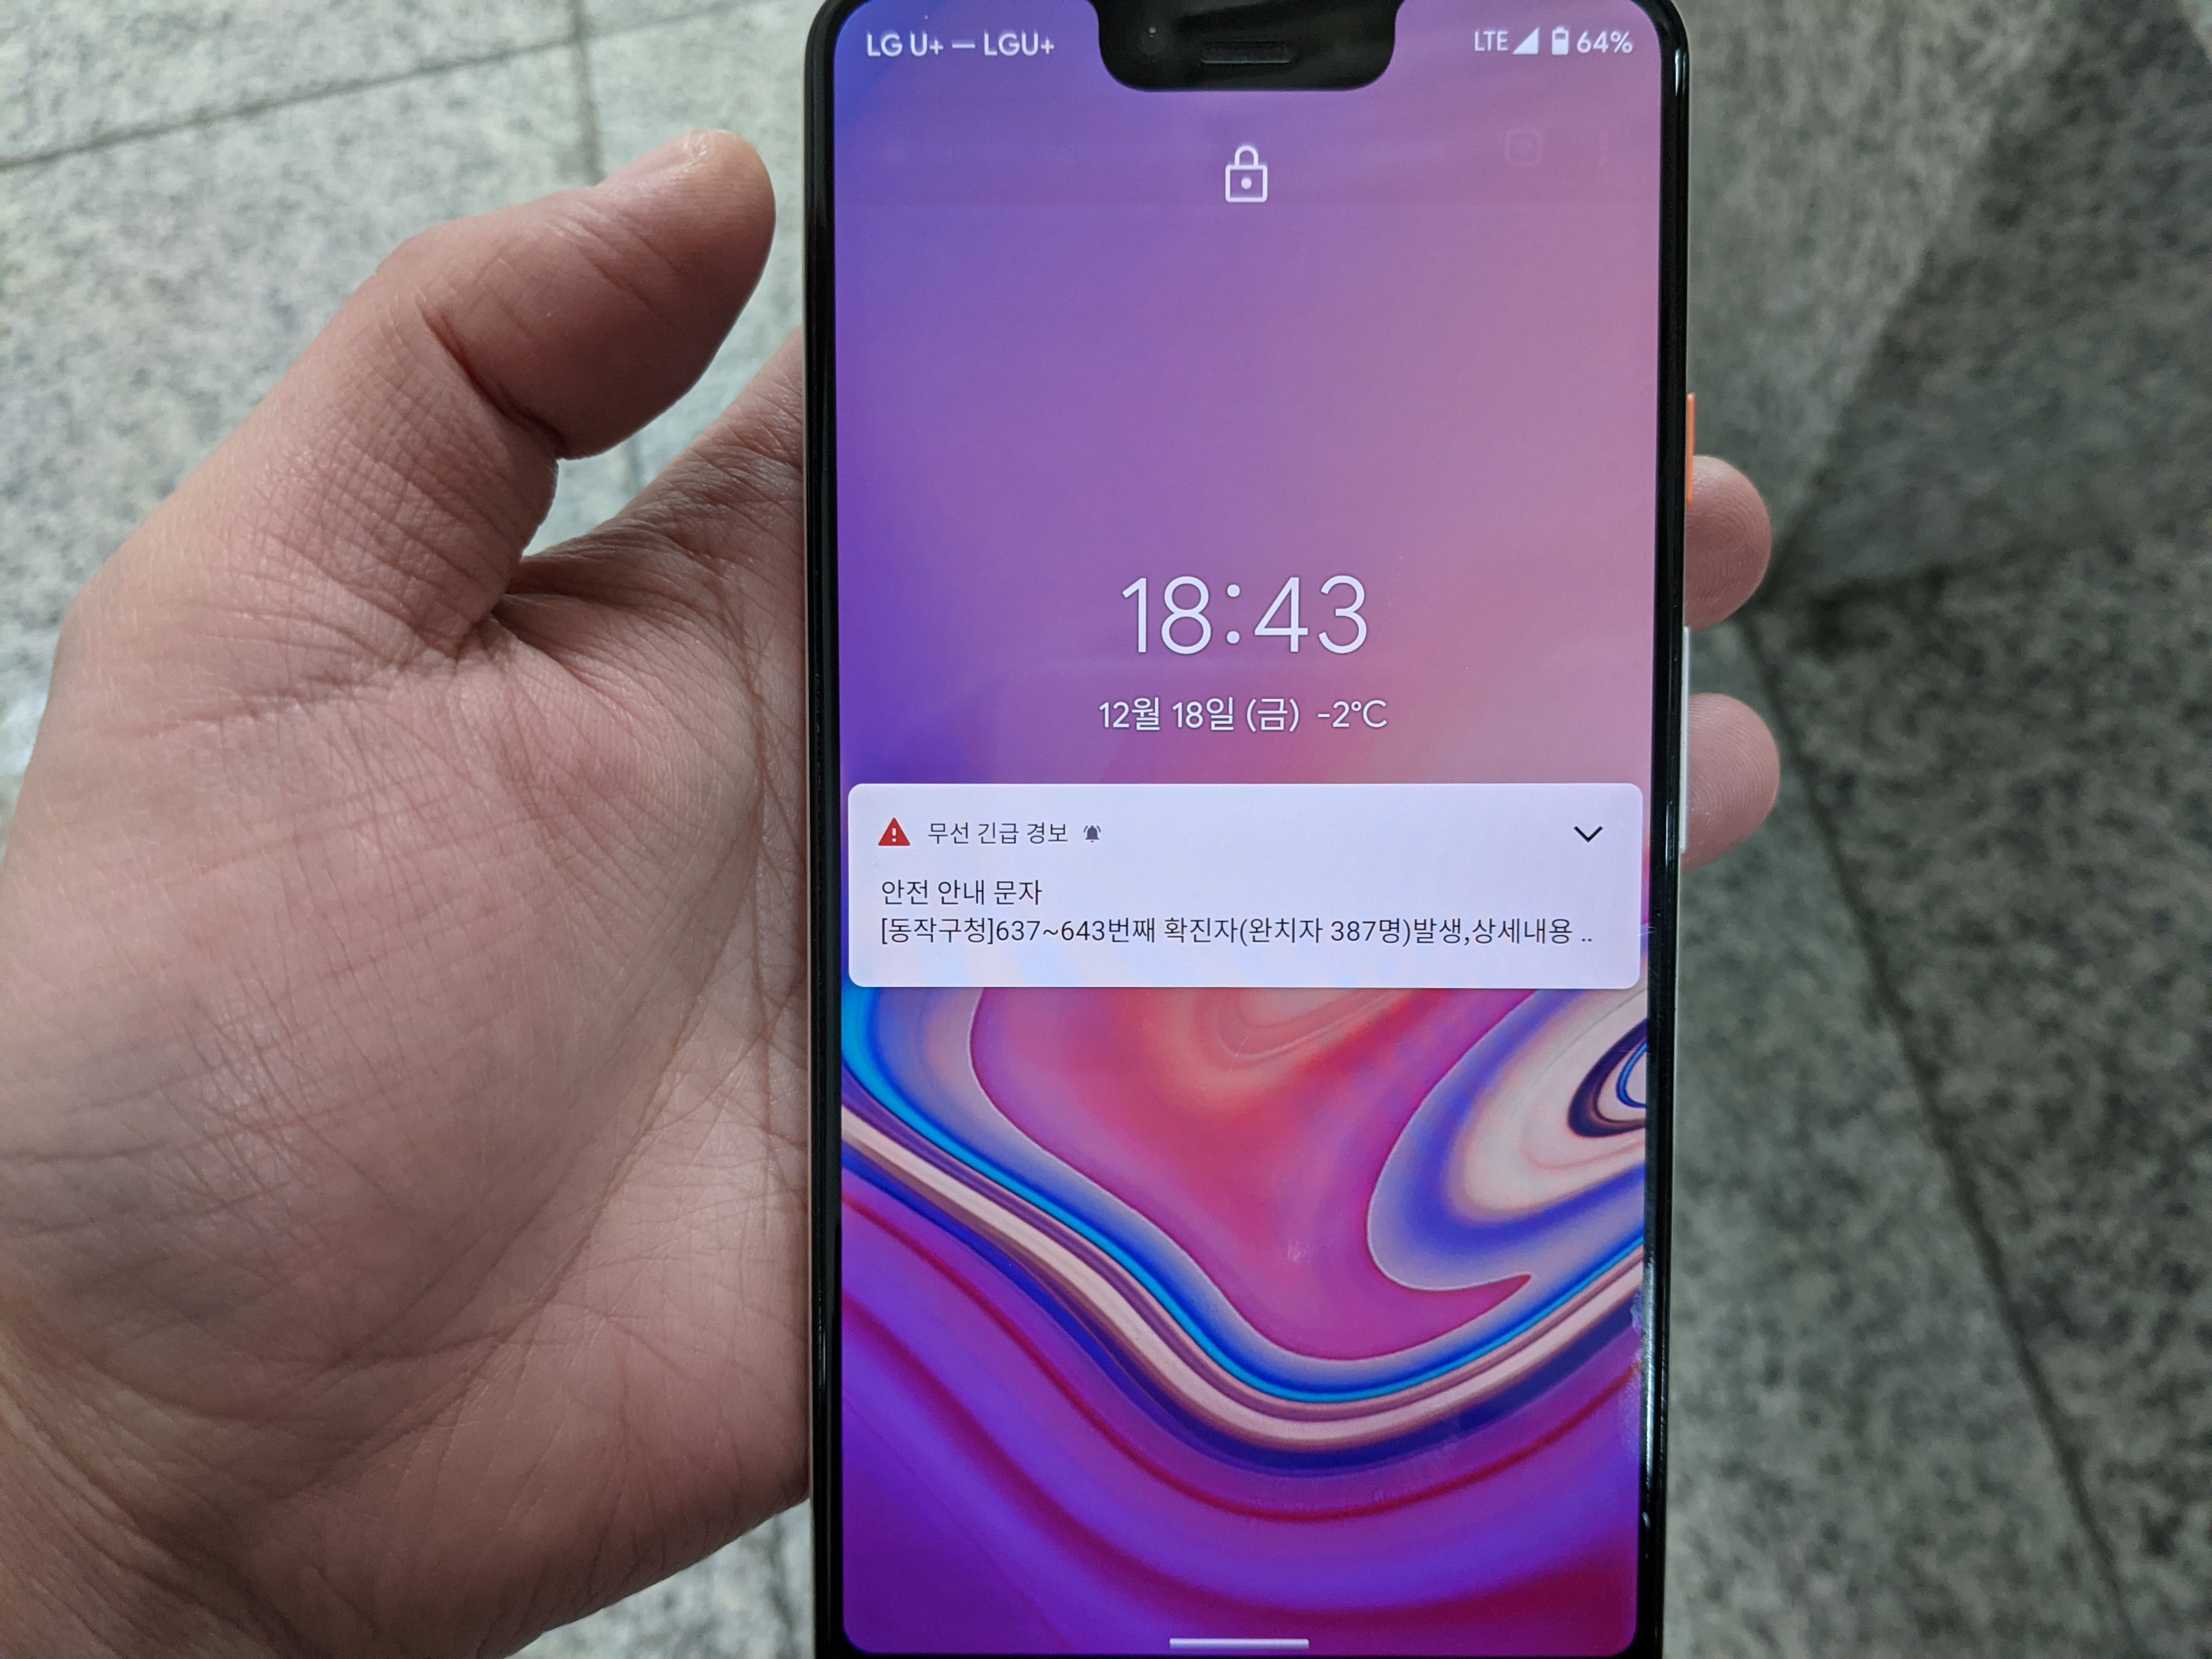 LG U+ — LGU+
LTE 64%
18:43
12월 18일 (금) -2°C
무선 긴급 경보
안전 안내 문자
[동작구청]637~643번째 확진자(완치자 387명)발생,상세내용 ..